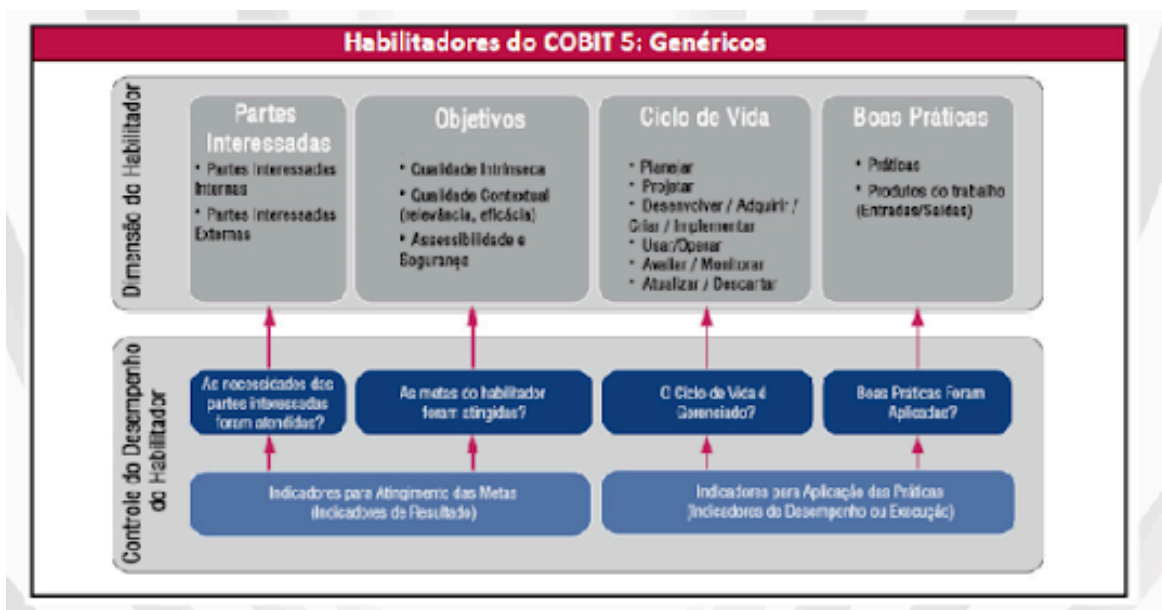 Habilitadores do COBIT 5: Genéricos
Dimensão do Habilitador
Partes
Interessadas
• Partes Interessadas
Internas
• Partes Interessadas
Externas
Objetivos
• Qualidade Intrínseca
• Qualidade Contextual
(relevância, eficácia)
• Acessibilidade e
Segurança
Ciclo de Vida
• Planejar
• Projetar
• Desenvolver / Adquirir /
Criar / Implementar
• Usar/Operar
• Avaliar / Monitorar
• Atualizar / Descartar
Boas Práticas
• Práticas
• Produtos do trabalho
(Entradas/Saídas)
Controle do Desempenho
do Habilitador
As necessidades das
partes interessadas
foram atendidas?
As metas do habilitador
foram atingidas?
O Ciclo de Vida é
Gerenciado?
Boas Práticas Foram
Aplicadas?
Indicadores para Atingimento das Metas
(Indicadores de Resultado)
Indicadores para Aplicação das Práticas
(Indicadores de Desempenho ou Execução)